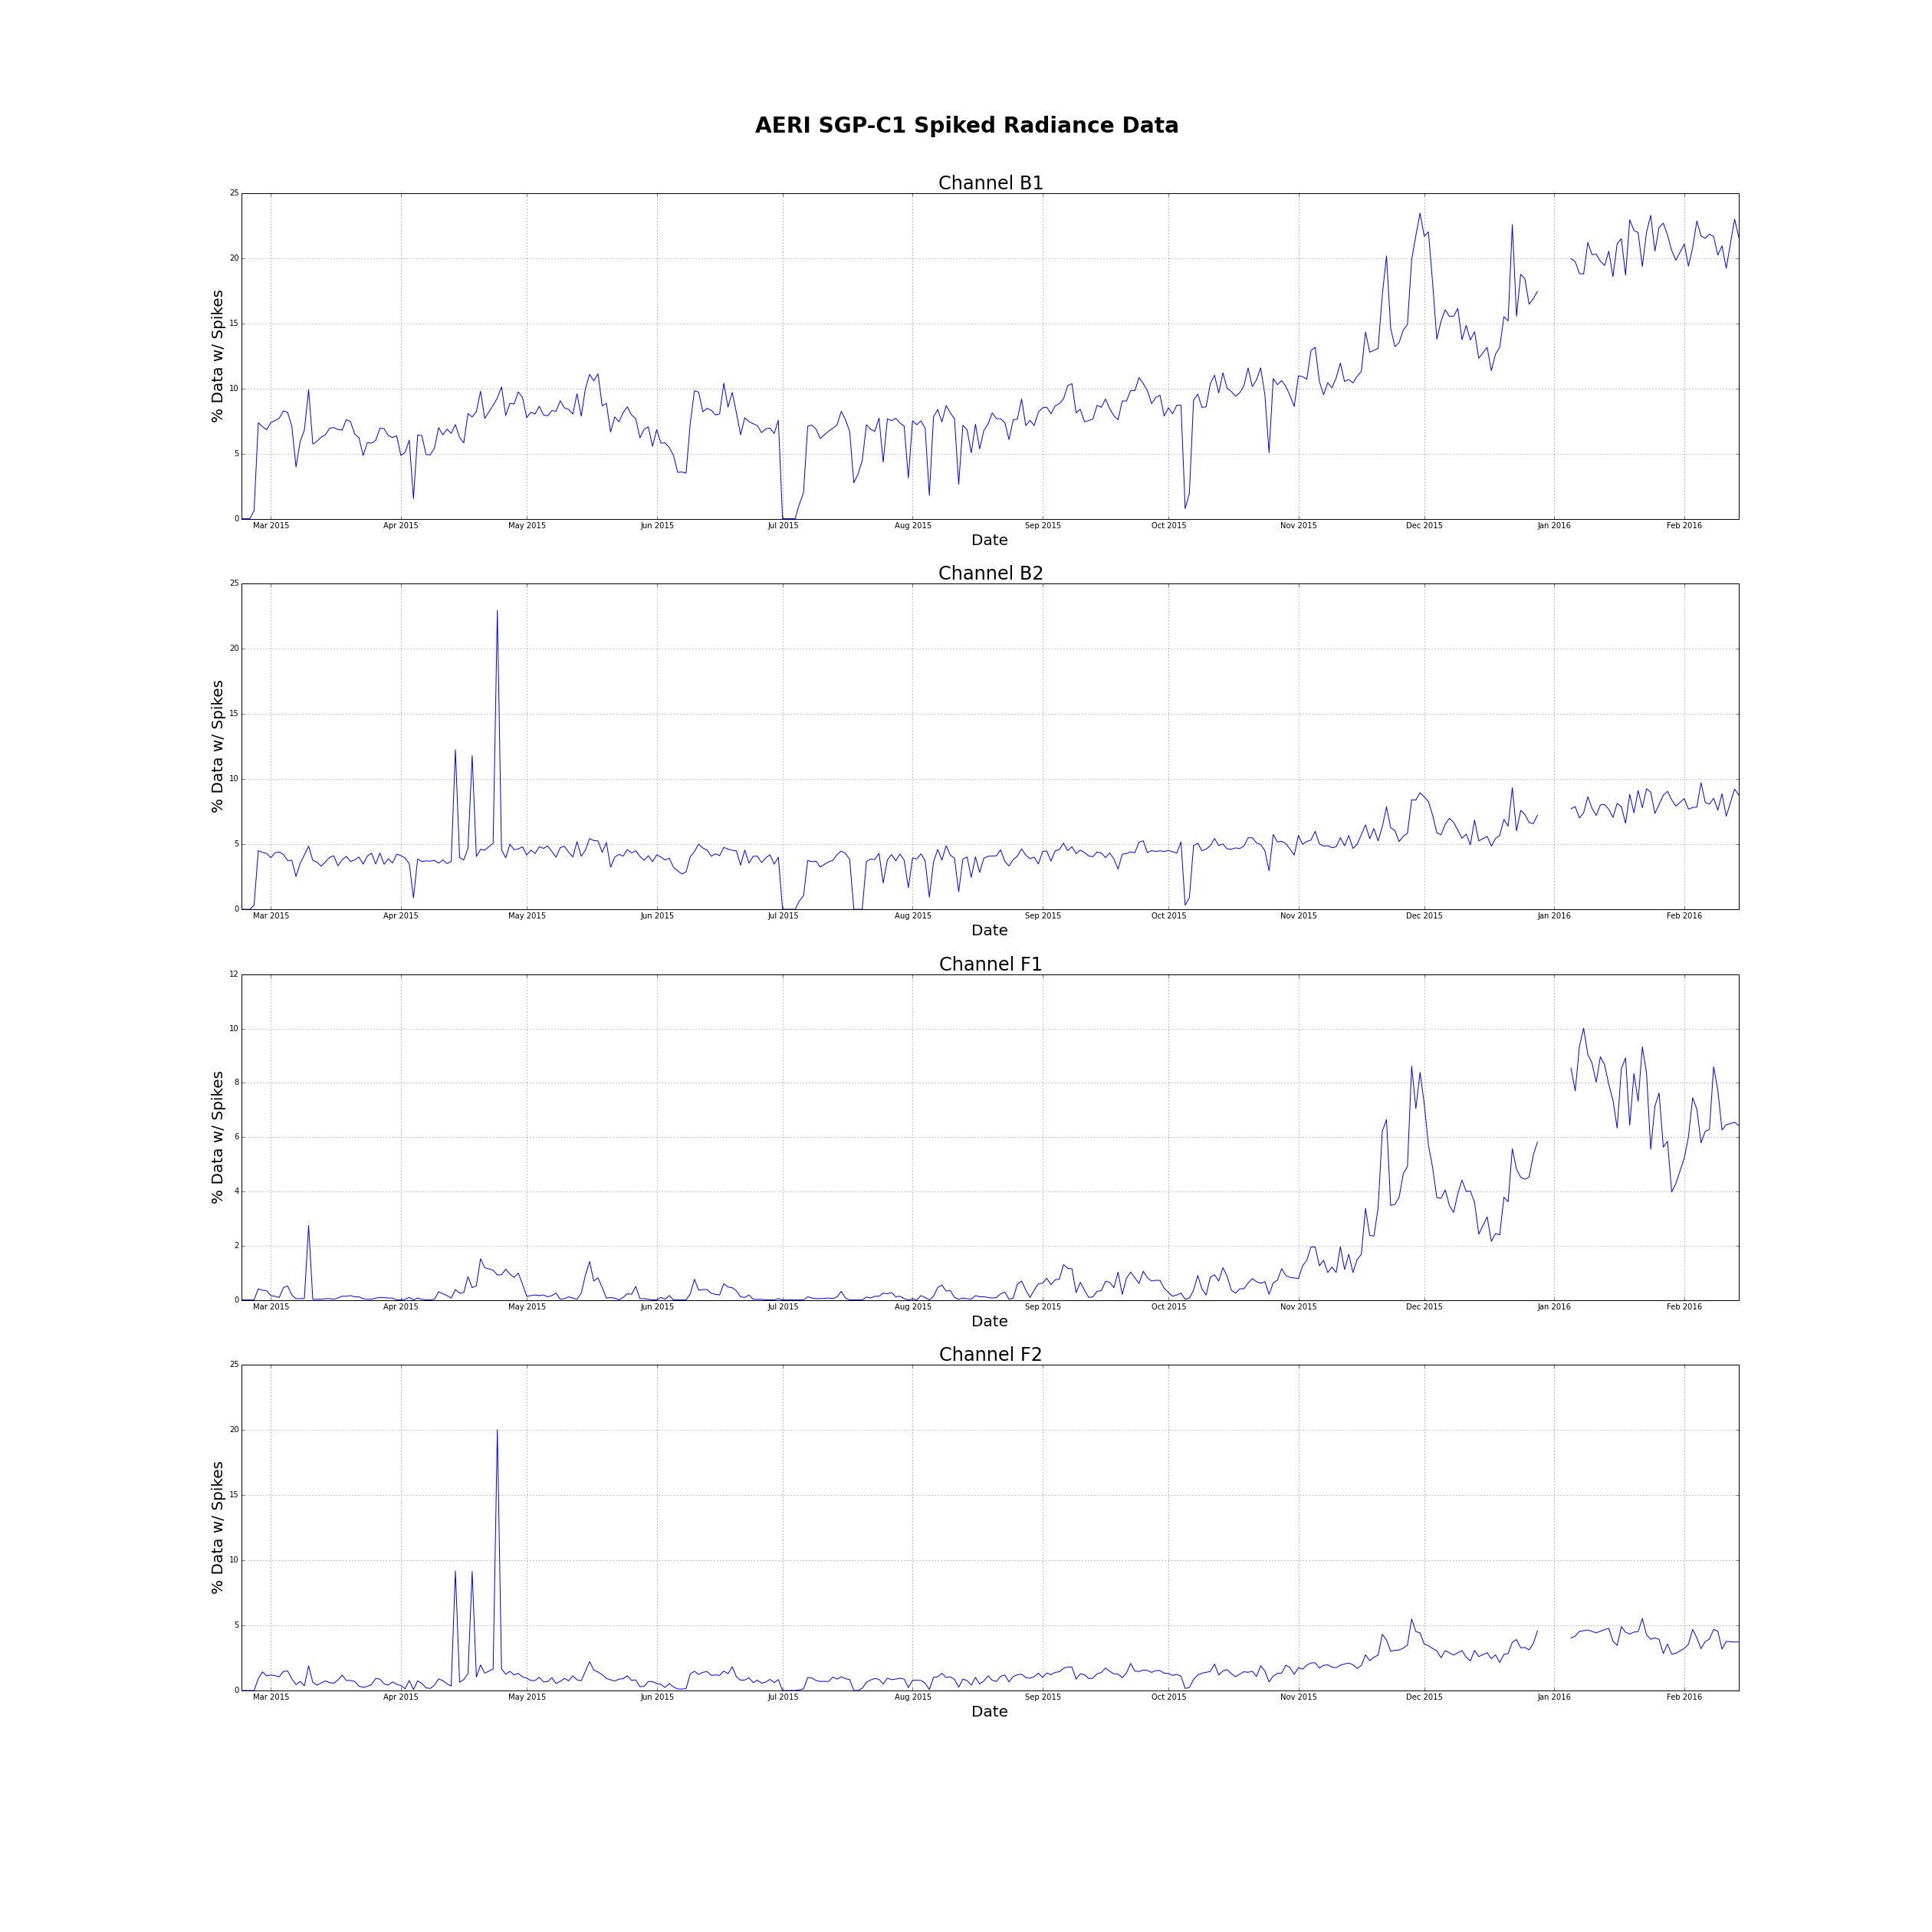 AERI SGP-C1 Spiked Radiance Data
Channel B1
25
20
15
10
5
0
% Data w/ Spikes
Mar 2015 Apr 2015 May 2015 Jun 2015 Jul 2015 Aug 2015 Sep 2015 Oct 2015 Nov 2015 Dec 2015 Jan 2016 Feb 2016
Date
Channel B2
25
20
15
10
5
0
% Data w/ Spikes
Mar 2015 Apr 2015 May 2015 Jun 2015 Jul 2015 Aug 2015 Sep 2015 Oct 2015 Nov 2015 Dec 2015 Jan 2016 Feb 2016
Date
Channel F1
12
10
8
6
4
2
0
% Data w/ Spikes
Mar 2015 Apr 2015 May 2015 Jun 2015 Jul 2015 Aug 2015 Sep 2015 Oct 2015 Nov 2015 Dec 2015 Jan 2016 Feb 2016
Date
Channel F2
25
20
15
10
5
0
% Data w/ Spikes
Mar 2015 Apr 2015 May 2015 Jun 2015 Jul 2015 Aug 2015 Sep 2015 Oct 2015 Nov 2015 Dec 2015 Jan 2016 Feb 2016
Date